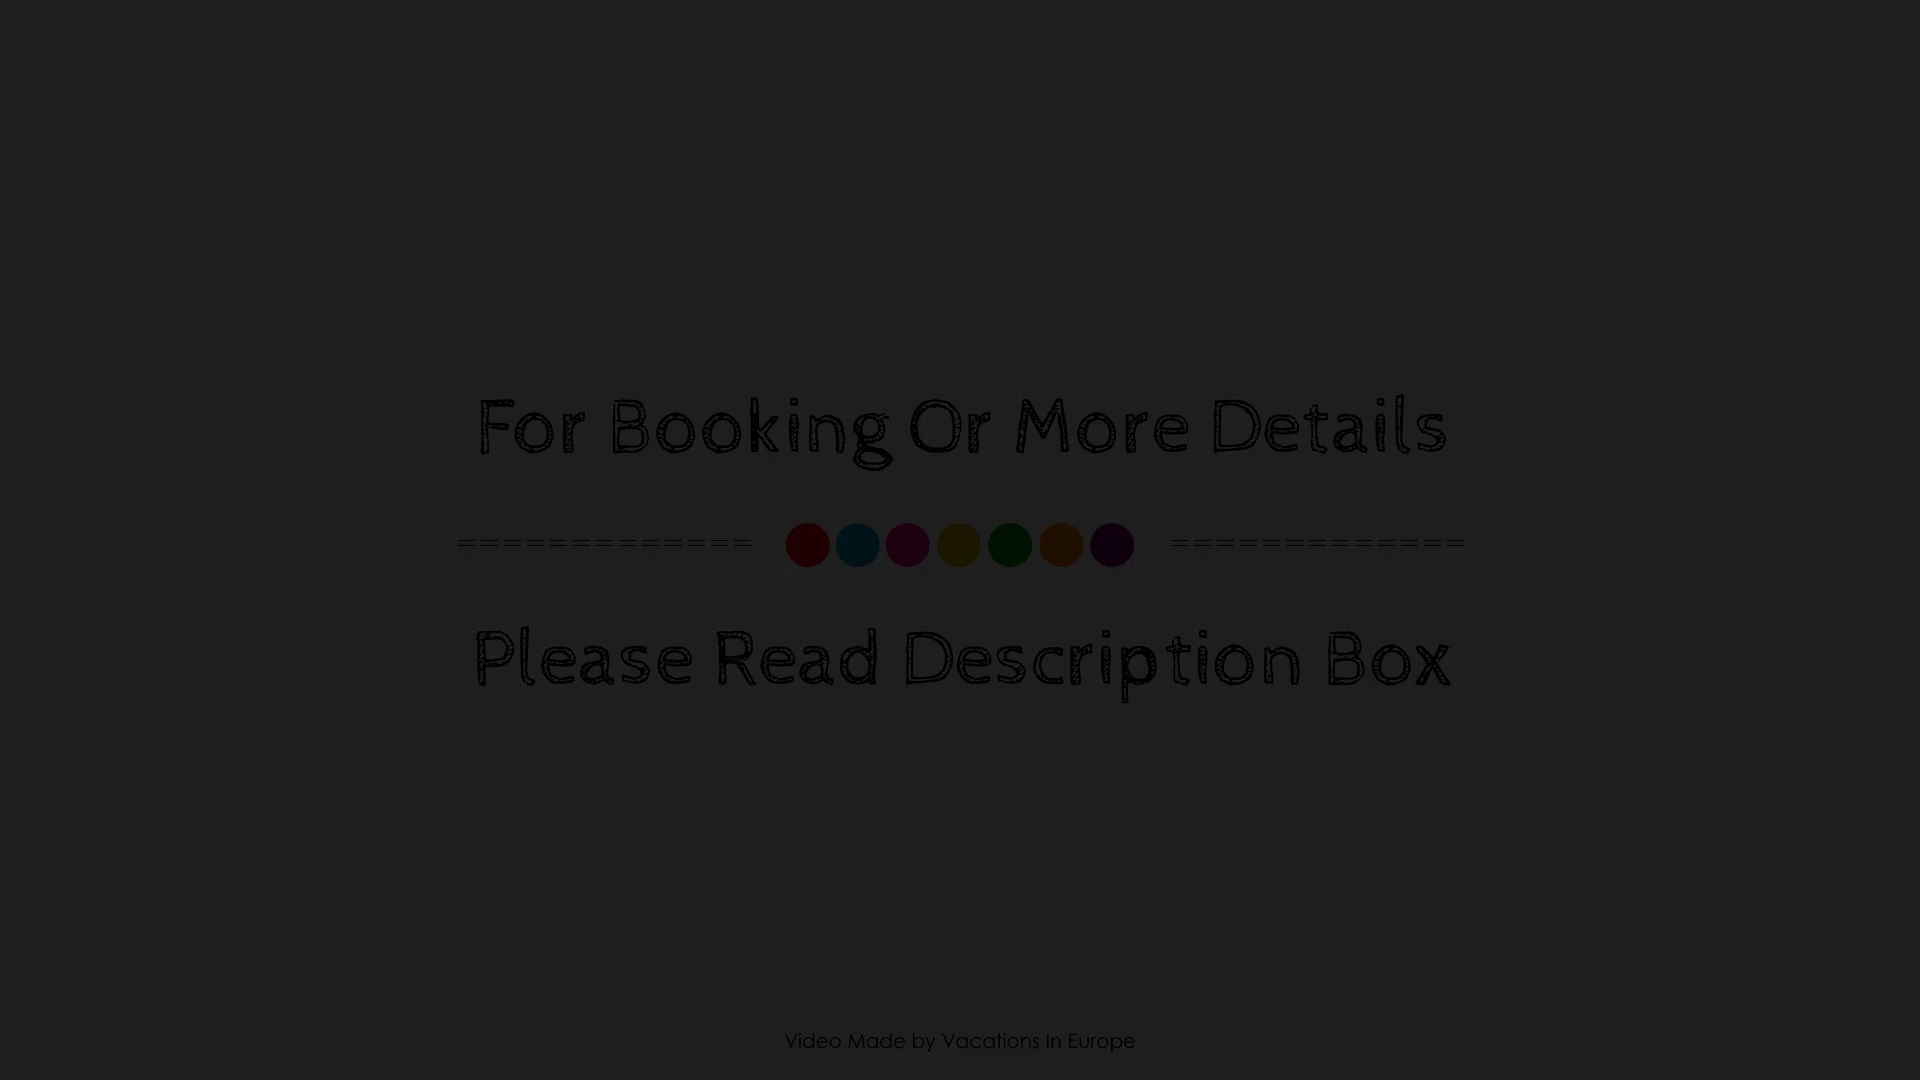 For Booking Or More Details
============= =============
Please Read Description Box
Video Made by Vacations In Europe